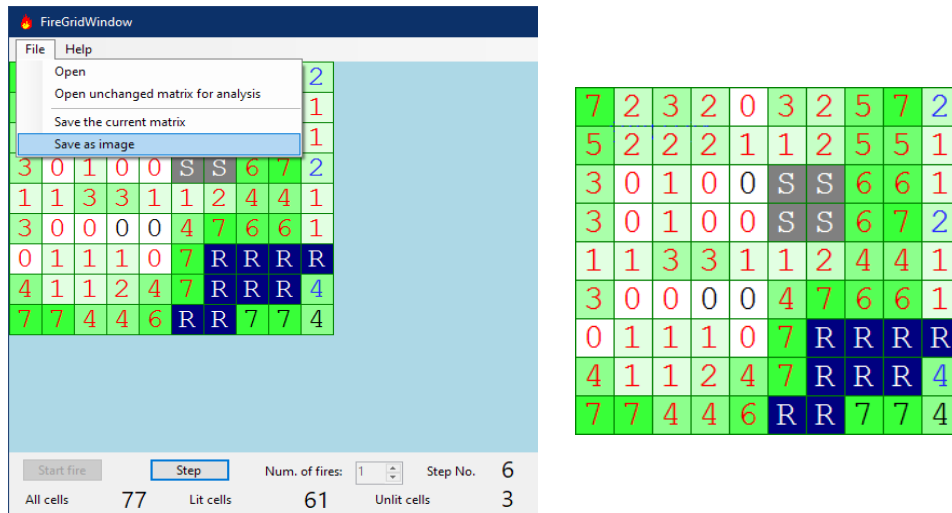 FireGridWindow
File Help
Open
Open unchanged matrix for analysis
Save the current matrix
Save as image
2
1
1
3 0 1 0 0 S S 6 7 2
1 1 3 3 1 1 2 4 4 1
3 0 0 0 0 4 7 6 6 1
0 1 1 1 0 7 R R R R
4 1 1 2 4 7 R R R 4
7 7 4 4 6 R R 7 7 4
Start fire Step Num. of fires: 1 Step No. 6
All cells 77 Lit cells 61 Unlit cells 3
7 2 3 2 0 3 2 5 7 2
5 2 2 2 1 1 2 5 5 1
3 0 1 0 0 S S 6 6 1
3 0 1 0 0 S S 6 7 2
1 1 3 3 1 1 2 4 4 1
3 0 0 0 0 4 7 6 6 1
0 1 1 1 0 7 R R R R
4 1 1 2 4 7 R R R 4
7 7 4 4 6 R R 7 7 4